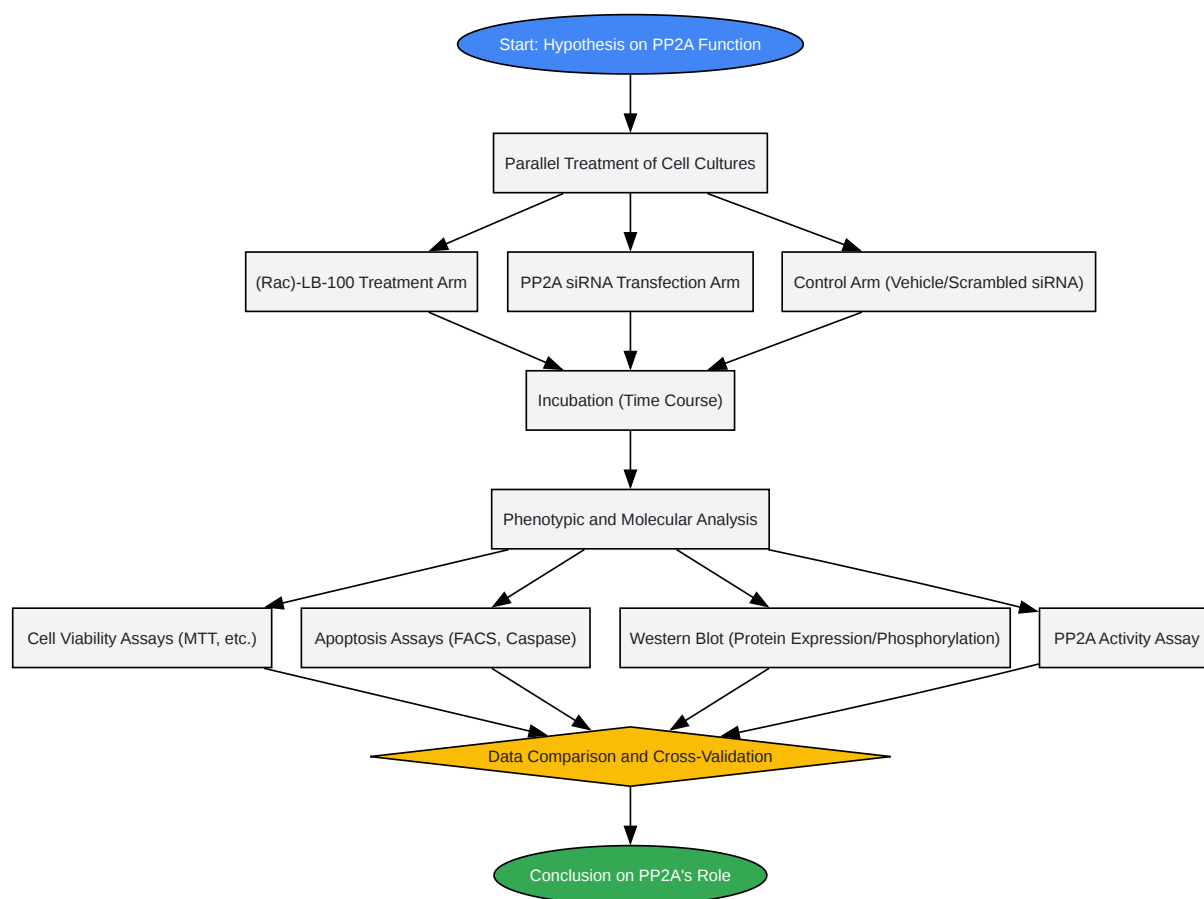 Start: Hypothesis on PP2A Function
Parallel Treatment of Cell Cultures
(Rac)-LB-100 Treatment Arm
PP2A siRNA Transfection Arm
Control Arm (Vehicle/Scrambled siRNA)
Incubation (Time Course)
Phenotypic and Molecular Analysis
Cell Viability Assays (MTT, etc.)
Apoptosis Assays (FACS, Caspase)
Western Blot (Protein Expression/Phosphorylation)
PP2A Activity Assay
Data Comparison and Cross-Validation
Conclusion on PP2A's Role